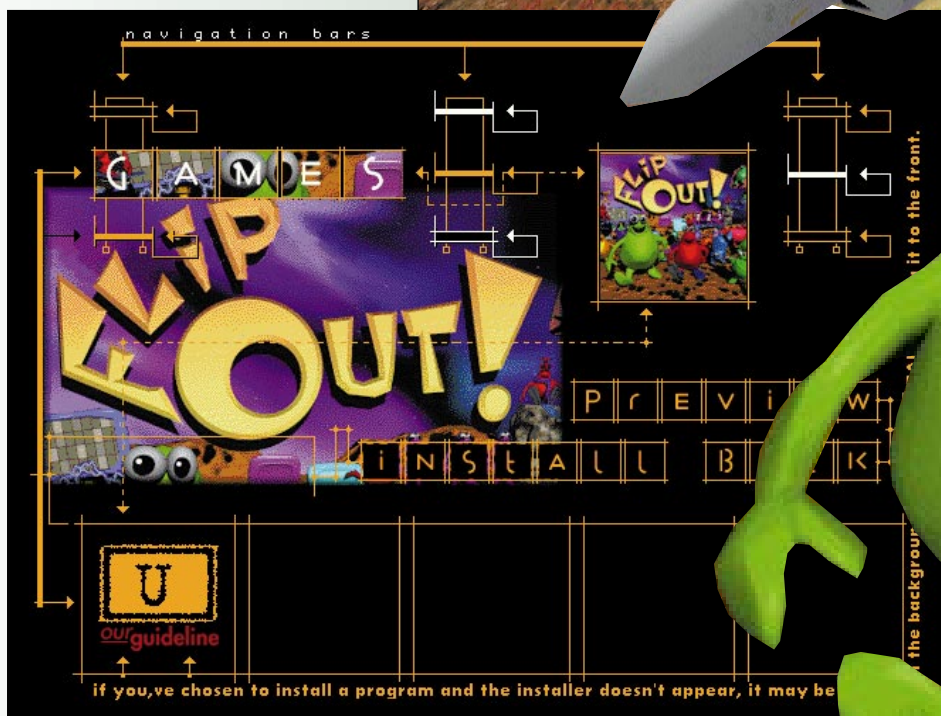 navigation bars
GAMES
FLiP
OUT!
FLiP
OUT!
it to the front.
PrEVi W
iNStALL B K
U
ourguideline
the background
if you,ve chosen to install a program and the installer doesn't appear, it may be